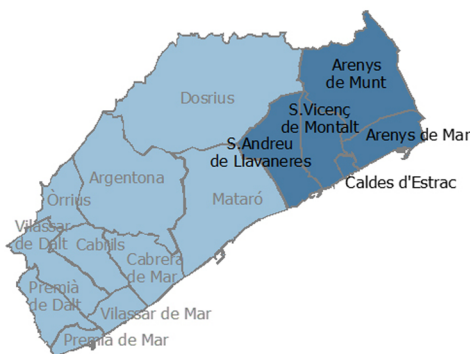 Arenys
de Munt
Dosrius
S.Vicenç
de Montalt
Arenys de Mar
S.Andreu
de Llavaneres
Caldes d'Estrac
Argentona
Mataró
Òrrius
Vilassar
de Dalt
Cabrils
Cabrera
de Mar
Premià
de Dalt
Vilassar de Mar
Premià de Mar